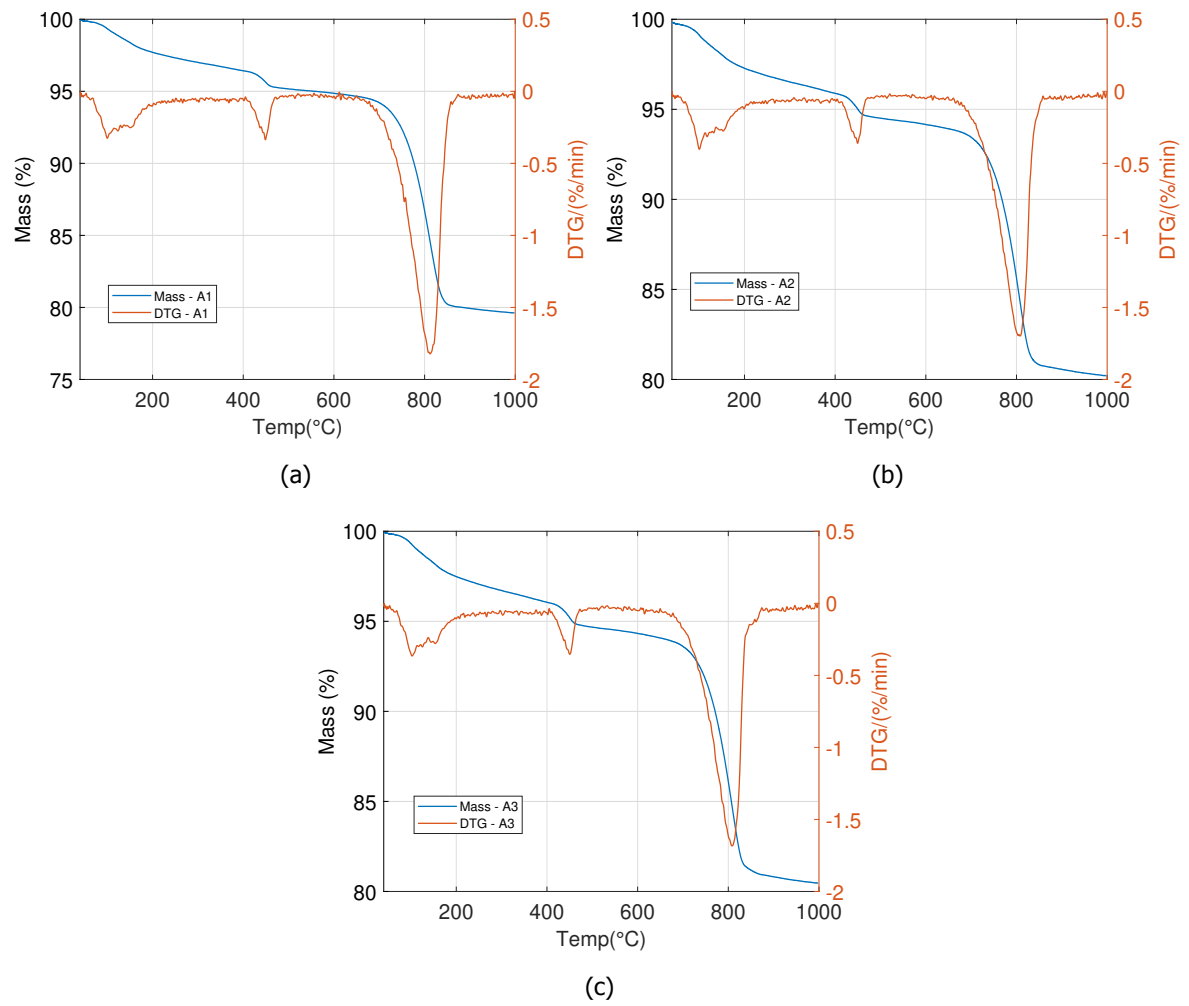 100
95
90
85
80
75
Mass (%)
0.5
0
-0.5
-1
-1.5
-2
DTG/(%/min)
Mass - A1
DTG - A1
200 400 600 800 1000
Temp(°C)
(a)
100
95
90
85
80
Mass (%)
0.5
0
-0.5
-1
-1.5
-2
DTG/(%/min)
Mass - A2
DTG - A2
200 400 600 800 1000
Temp(°C)
(b)
100
95
90
85
80
Mass (%)
0.5
0
-0.5
-1
-1.5
-2
DTG/(%/min)
Mass - A3
DTG - A3
200 400 600 800 1000
Temp(°C)
(c)